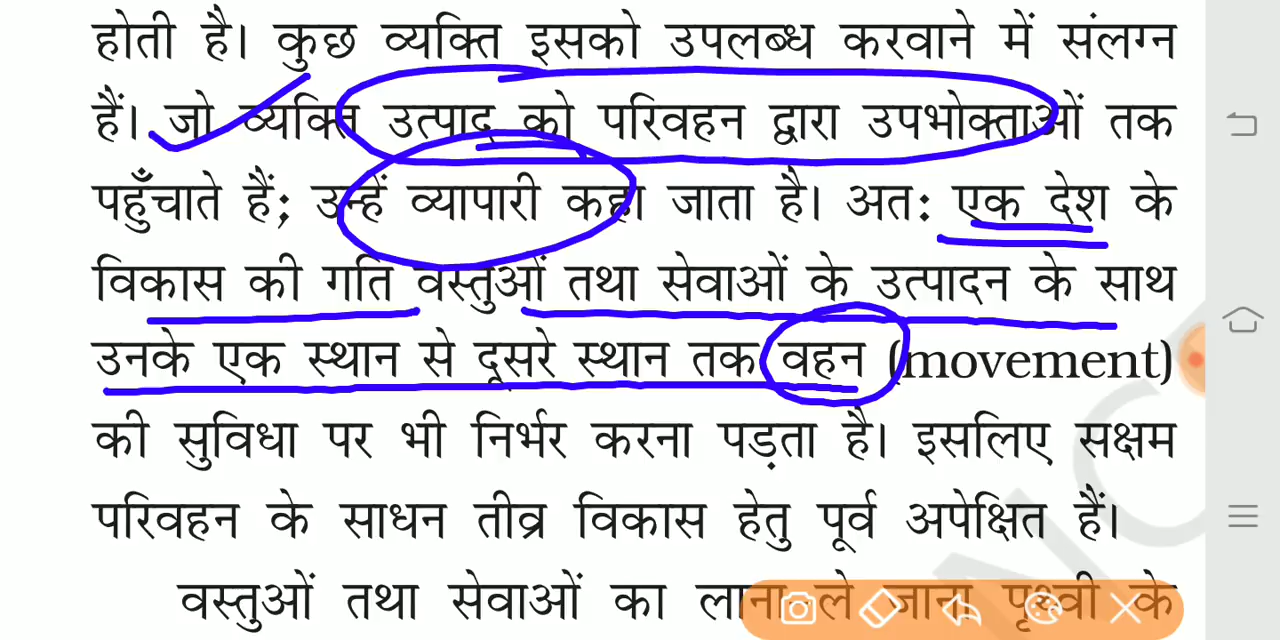 होती है। कुछ व्यक्ति इसको उपलब्ध करवाने में संलग्न
हैं। जो व्यक्ति उत्पाद को परिवहन द्वारा उपभोक्ताओं तक
पहुँचाते हैं; उन्हें व्यापारी कहा जाता है। अत: एक देश के
विकास की गति वस्तुओं तथा सेवाओं के उत्पादन के साथ
उनके एक स्थान से दूसरे स्थान तक वहन (movement)
की सुविधा पर भी निर्भर करना पड़ता है। इसलिए सक्षम
परिवहन के साधन तीव्र विकास हेतु पूर्व अपेक्षित हैं।
वस्तुओं तथा सेवाओं का लाना-ले जाना पृथ्वी के